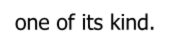 one of its kind.